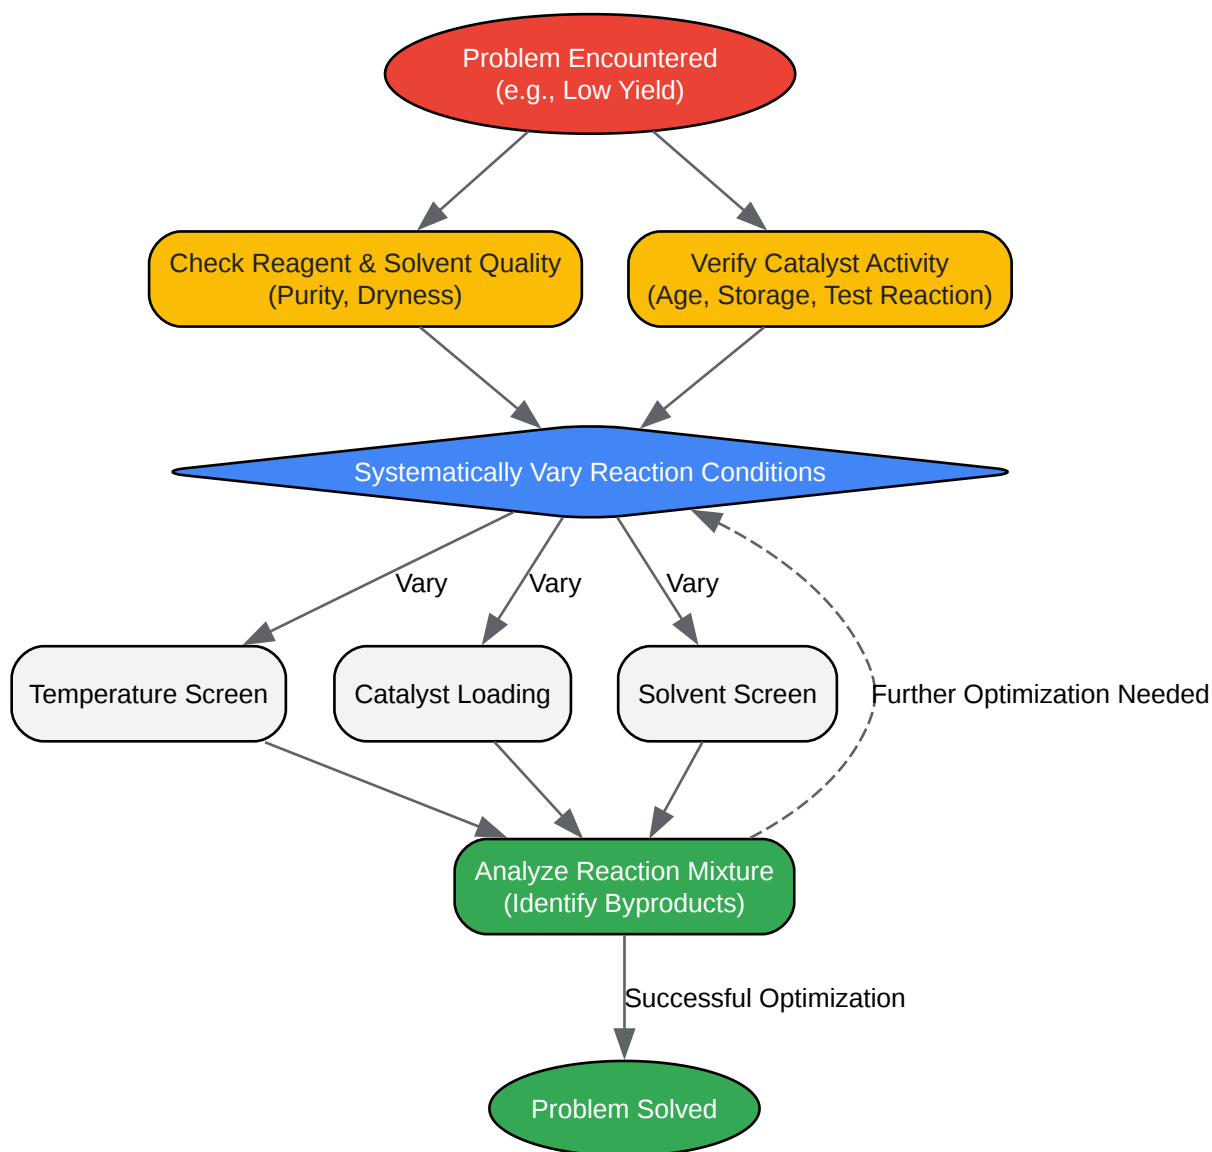 Problem Encountered
(e.g., Low Yield)
Check Reagent & Solvent Quality
(Purity, Dryness)
Verify Catalyst Activity
(Age, Storage, Test Reaction)
Systematically Vary Reaction Conditions
Vary
Vary
Vary
Temperature Screen
Catalyst Loading
Solvent Screen
Further Optimization Needed
Analyze Reaction Mixture
(Identify Byproducts)
Successful Optimization
Problem Solved